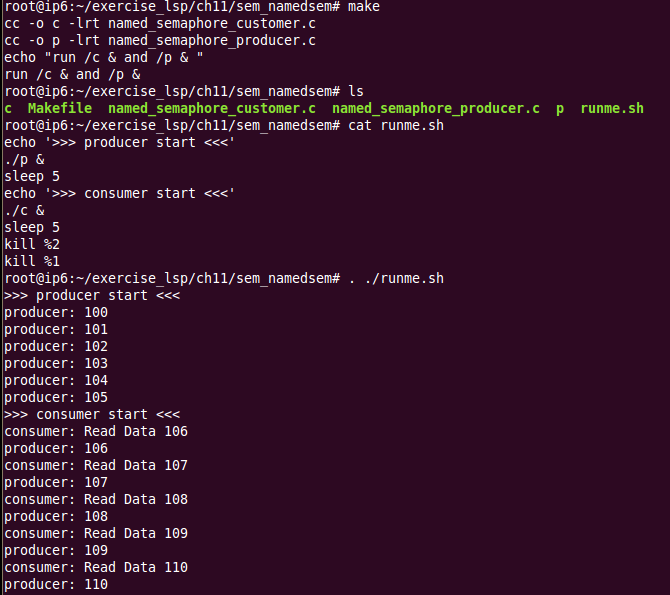 root@ip6:~/exercise_lsp/ch11/sem_namedsem# make
cc -o c -lrt named_semaphore_customer.c
cc -o p -lrt named_semaphore_producer.c
echo "run /c & and /p & "
run /c & and /p &
root@ip6:~/exercise_lsp/ch11/sem_namedsem# ls
c  Makefile  named_semaphore_customer.c  named_semaphore_producer.c  p  runme.sh
root@ip6:~/exercise_lsp/ch11/sem_namedsem# cat runme.sh
echo '>>> producer start <<<'
./p &
sleep 5
echo '>>> consumer start <<<'
./c &
sleep 5
kill %2
kill %1
root@ip6:~/exercise_lsp/ch11/sem_namedsem# . ./runme.sh
>>> producer start <<<
producer: 100
producer: 101
producer: 102
producer: 103
producer: 104
producer: 105
>>> consumer start <<<
consumer: Read Data 106
producer: 106
consumer: Read Data 107
producer: 107
consumer: Read Data 108
producer: 108
consumer: Read Data 109
producer: 109
consumer: Read Data 110
producer: 110